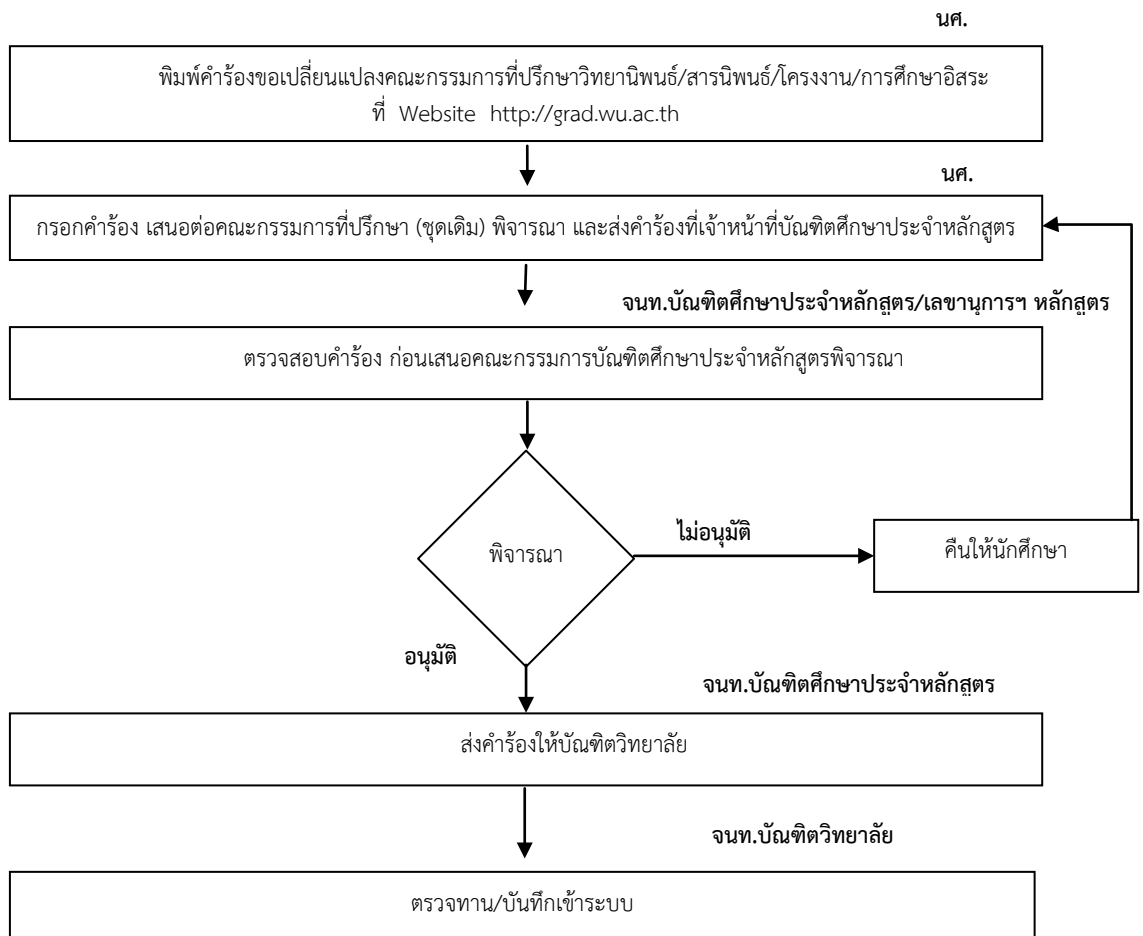 นศ.
พิมพ์คำร้องขอเปลี่ยนแปลงคณะกรรมการที่ปรึกษาวิทยานิพนธ์/สารนิพนธ์/โครงงาน/การศึกษาอิสระ
ที่ Website http://grad.wu.ac.th
นศ.
กรอกคำร้อง เสนอต่อคณะกรรมการที่ปรึกษา (ชุดเดิม) พิจารณา และส่งคำร้องที่เจ้าหน้าที่บัณฑิตศึกษาประจำหลักสูตร
จนท.บัณฑิตศึกษาประจำหลักสูตร/เลขานุการฯ หลักสูตร
ตรวจสอบคำร้อง ก่อนเสนอคณะกรรมการบัณฑิตศึกษาประจำหลักสูตรพิจารณา
พิจารณา
ไม่อนุมัติ
คืนให้นักศึกษา
อนุมัติ
จนท.บัณฑิตศึกษาประจำหลักสูตร
ส่งคำร้องให้บัณฑิตวิทยาลัย
จนท.บัณฑิตวิทยาลัย
ตรวจทาน/บันทึกเข้าระบบ